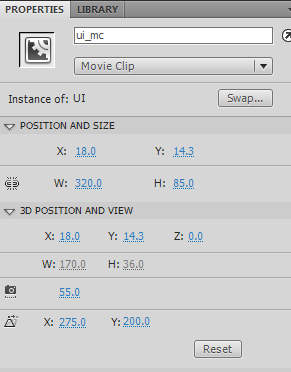 PROPERTIES LIBRARY
ui_mc
Movie Clip
Instance of: UI Swap...
POSITION AND SIZE
X: 18.0 Y: 14.3
W: 320.0 H: 85.0
3D POSITION AND VIEW
X: 18.0 Y: 14.3 Z: 0.0
W: 170.0 H: 36.0
55.0
X: 275.0 Y: 200.0
Reset